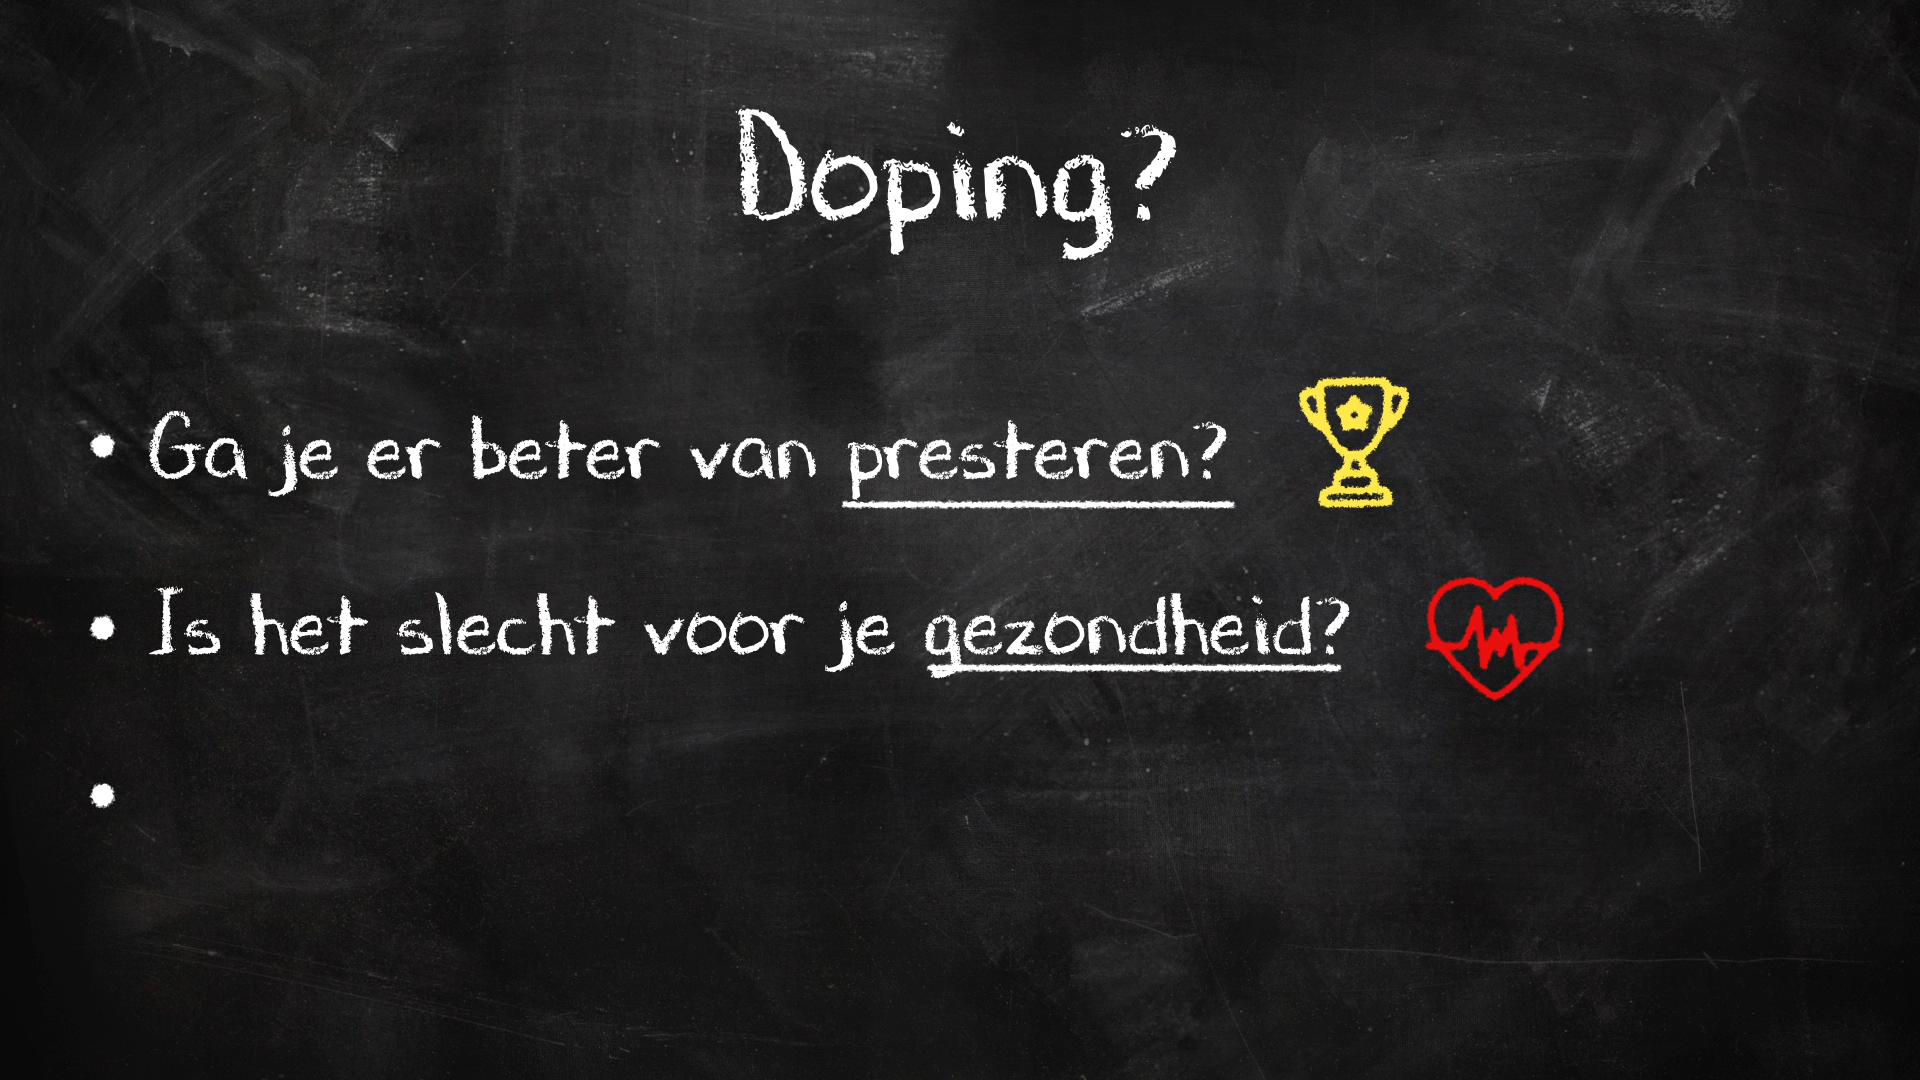 Doping?
• Ga je er beter van presteren?
• Is het slecht voor je gezondheid?
•